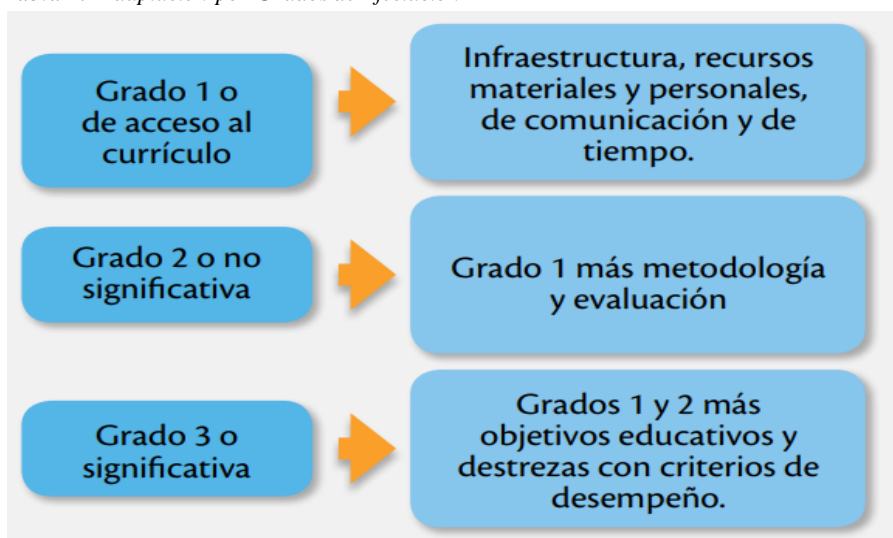 Grado 1 o
de acceso al
currículo
Infraestructura, recursos
materiales y personales,
de comunicación y de
tiempo.
Grado 2 o no
significativa
Grado 1 más metodología
y evaluación
Grado 3 o
significativa
Grados 1 y 2 más
objetivos educativos y
destrezas con criterios de
desempeño.